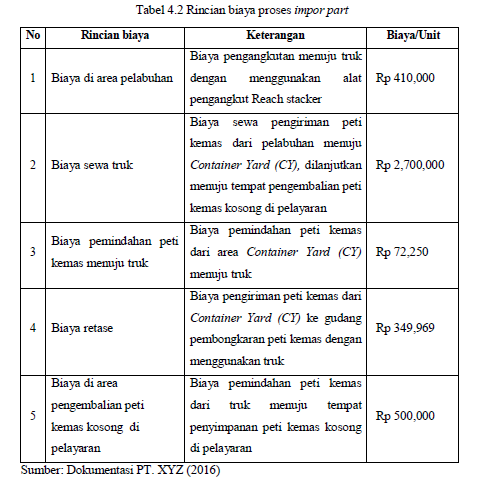 Tabel 4.2 Rincian biaya proses impor part
No Rincian biaya Keterangan Biaya/Unit
1 Biaya di area pelabuhan
Biaya pengangkutan menuju truk
dengan menggunakan alat
pengangkut Reach stacker
Rp 410,000
2 Biaya sewa truk
Biaya sewa pengiriman peti
kemas dari pelabuhan menuju
Container Yard (CY), dilanjutkan
menuju tempat pengembalian peti
kemas kosong di pelayaran
Rp 2,700,000
3 Biaya pemindahan peti
kemas menuju truk
Biaya pemindahan peti kemas
dari area Container Yard (CY)
menuju truk
Rp 72,250
4 Biaya retase
Biaya pengiriman peti kemas dari
Container Yard (CY) ke gudang
pembongkaran peti kemas dengan
menggunakan truk
Rp 349,969
5 Biaya di area
pengembalian peti
kemas kosong di
pelayaran
Biaya pemindahan peti kemas
dari truk menuju tempat
penyimpanan peti kemas kosong
di pelayaran
Rp 500,000
Sumber: Dokumentasi PT. XYZ (2016)